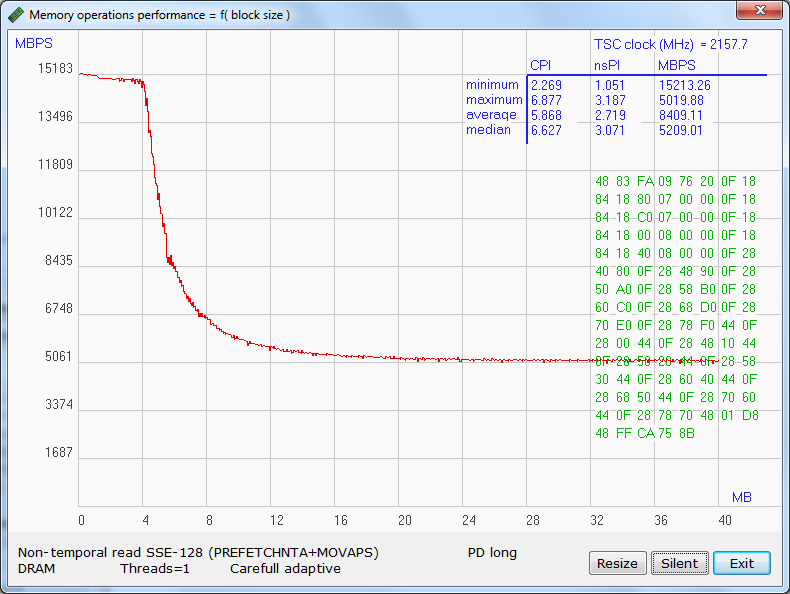 Memory operations performance = f( block size )
MBPS
TSC clock (MHz) = 2157.7
CPI nsPI MBPS
minimum 2.269 1.051 15213.26
maximum 6.877 3.187 5019.88
average 5.868 2.719 8409.11
median 6.627 3.071 5209.01
15183
13496
11809
10122
8435
6748
5061
3374
1687
48 83 FA 09 76 20 0F 18
84 18 80 07 00 00 0F 18
84 18 C0 07 00 00 0F 18
84 18 00 08 00 00 0F 18
84 18 40 08 00 00 0F 28
40 80 0F 28 48 90 0F 28
50 A0 0F 28 58 B0 0F 28
60 C0 0F 28 68 D0 0F 28
70 E0 0F 28 78 F0 44 0F
28 00 44 0F 28 48 10 44
0F 28 50 20 44 0F 28 58
30 44 0F 28 60 40 44 0F
28 68 50 44 0F 28 70 60
44 0F 28 78 70 48 01 D8
48 FF CA 75 8B
MB
0 4 8 12 16 20 24 28 32 36 40
Non-temporal read SSE-128 (PREFETCHNTA+MOVAPS) PD long
DRAM Threads=1 Carefull adaptive
Resize Silent Exit